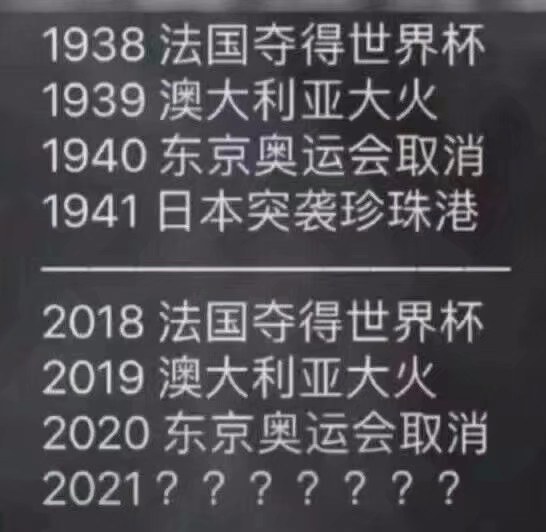 1938 法国夺得世界杯
1939 澳大利亚大火
1940 东京奥运会取消
1941 日本突袭珍珠港
2018 法国夺得世界杯
2019 澳大利亚大火
2020 东京奥运会取消
2021？？？？？？？